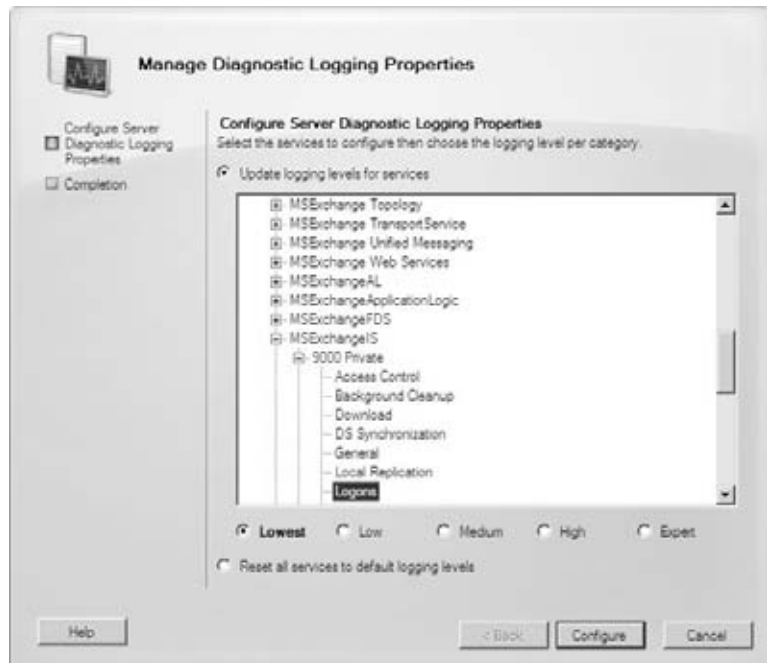 Manage Diagnostic Logging Properties
Configure Server
Diagnostic Logging
Properties
Completion
Configure Server Diagnostic Logging Properties
Select the services to configure then choose the logging level per category.
Update logging levels for services
MSExchange Topology
MSExchange TransportService
MSExchange Unified Messaging
MSExchange Web Services
MSExchangeAL
MSExchangeApplicationLogic
MSExchangeFDS
MSExchangeIS
9000 Private
Access Control
Background Cleanup
Download
DS Synchronization
General
Local Replication
Logons
Lowest Low Medium High Expert
Reset all services to default logging levels
Help < Back Configure Cancel